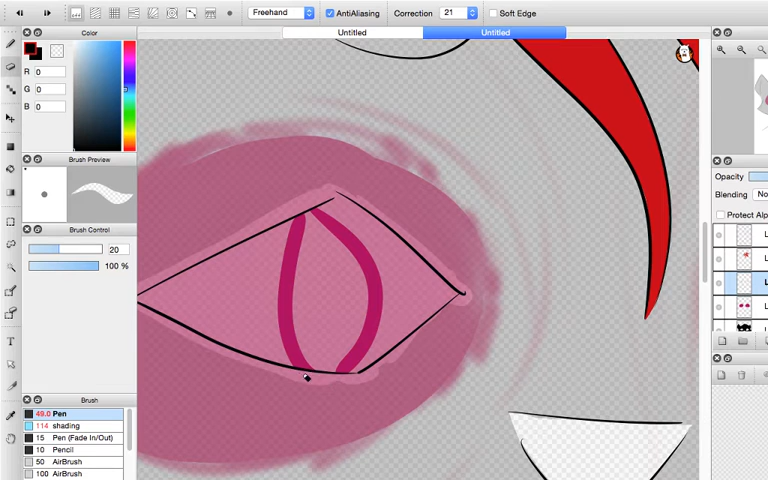 Freehand AntiAliasing Correction 21 Soft Edge
Untitled Untitled
Color
R 0
G 0
B 0
Brush Preview
Brush Control
20
100 %
Brush
49.0 Pen
114 shading
15 Pen (Fade In/Out)
10 Pencil
50 AirBrush
100 AirBrush
T
Opacity
Blending No
Protect Alp
L
L
L
L
L